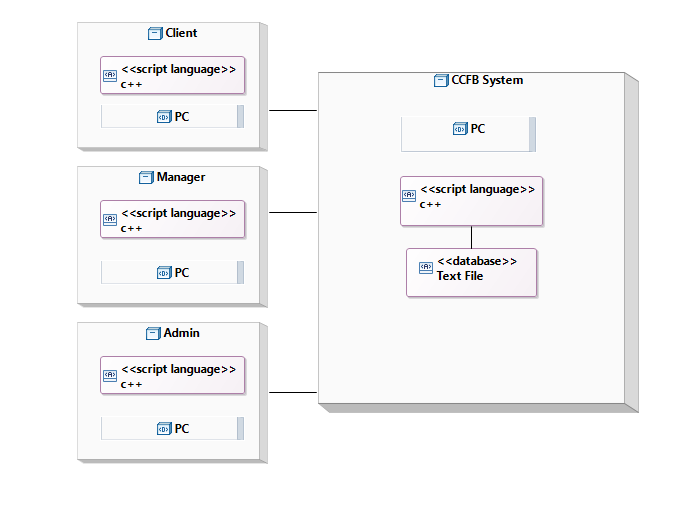 Client
<<script language>>
c++
PC
Manager
<<script language>>
c++
PC
Admin
<<script language>>
c++
PC
CCFB System
PC
<<script language>>
c++
<<database>>
Text File